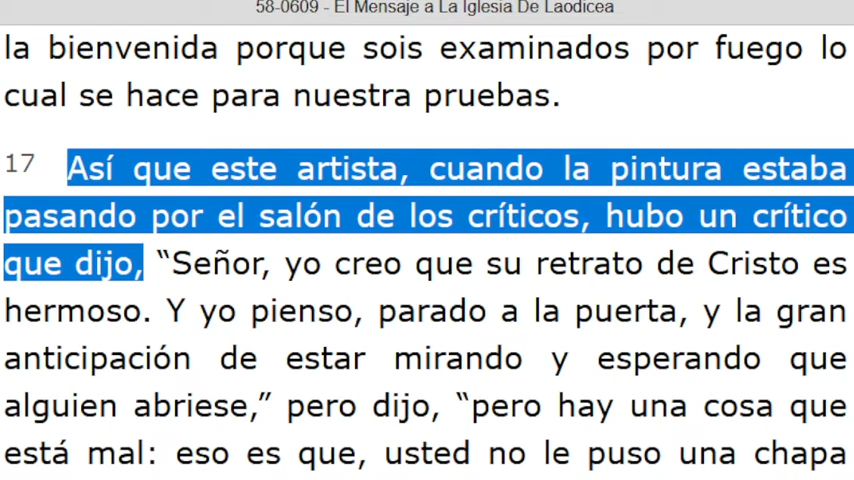 58-0609 - El Mensaje a La Iglesia De Laodicea
la bienvenida porque sois examinados por fuego lo
cual se hace para nuestra pruebas.
17 Así que este artista, cuando la pintura estaba
pasando por el salón de los críticos, hubo un crítico
que dijo, “Señor, yo creo que su retrato de Cristo es
hermoso. Y yo pienso, parado a la puerta, y la gran
anticipación de estar mirando y esperando que
alguien abriese,” pero dijo, “pero hay una cosa que
está mal: eso es que, usted no le puso una chapa